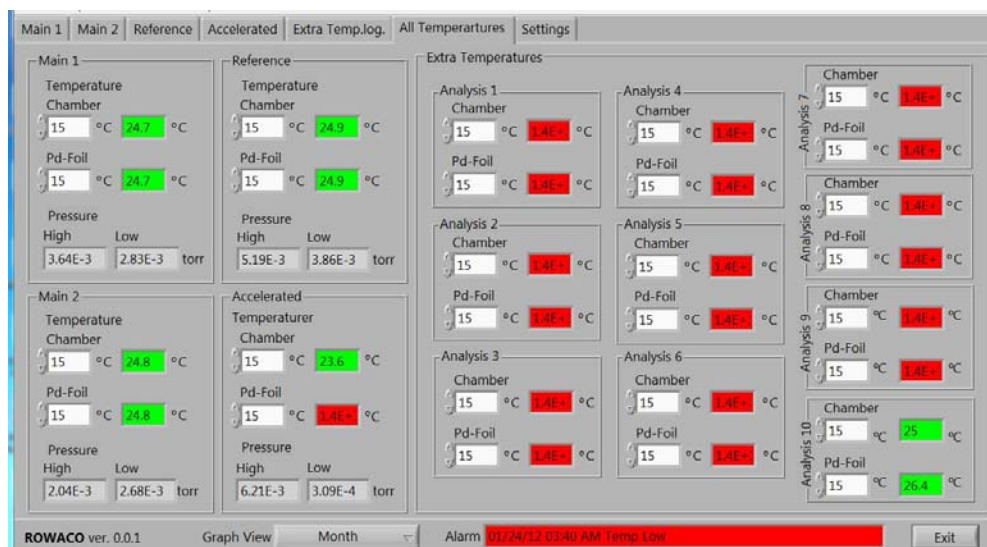 Main 1 Main 2 Reference Accelerated Extra Temp.log. All Temperartures Settings
Main 1
Temperature
Chamber
15 °C 24.7 °C
Pd-Foil
15 °C 24.7 °C
Pressure
High Low
3.64E-3 2.83E-3 torr
Reference
Temperature
Chamber
15 °C 24.9 °C
Pd-Foil
15 °C 24.9 °C
Pressure
High Low
5.19E-3 3.86E-3 torr
Main 2
Temperature
Chamber
15 °C 24.8 °C
Pd-Foil
15 °C 24.8 °C
Pressure
High Low
2.04E-3 2.68E-3 torr
Accelerated
Temperaturer
Chamber
15 °C 23.6 °C
Pd-Foil
15 °C 1.4E+ °C
Pressure
High Low
6.21E-3 3.09E-4 torr
Extra Temperatures
Analysis 1
Chamber
15 °C 1.4E+ °C
Pd-Foil
15 °C 1.4E+ °C
Analysis 2
Chamber
15 °C 1.4E+ °C
Pd-Foil
15 °C 1.4E+ °C
Analysis 3
Chamber
15 °C 1.4E+ °C
Pd-Foil
15 °C 1.4E+ °C
Analysis 4
Chamber
15 °C 1.4E+ °C
Pd-Foil
15 °C 1.4E+ °C
Analysis 5
Chamber
15 °C 1.4E+ °C
Pd-Foil
15 °C 1.4E+ °C
Analysis 6
Chamber
15 °C 1.4E+ °C
Pd-Foil
15 °C 1.4E+ °C
Analysis 7
Chamber
15 °C 1.4E+ °C
Pd-Foil
15 °C 1.4E+ °C
Analysis 8
Chamber
15 °C 1.4E+ °C
Pd-Foil
15 °C 1.4E+ °C
Analysis 9
Chamber
15 °C 1.4E+ °C
Pd-Foil
15 °C 1.4E+ °C
Analysis 10
Chamber
15 °C 25 °C
Pd-Foil
15 °C 26.4 °C
ROWACO ver. 0.0.1 Graph View Month Alarm 01/24/12 03:40 AM Temp Low Exit